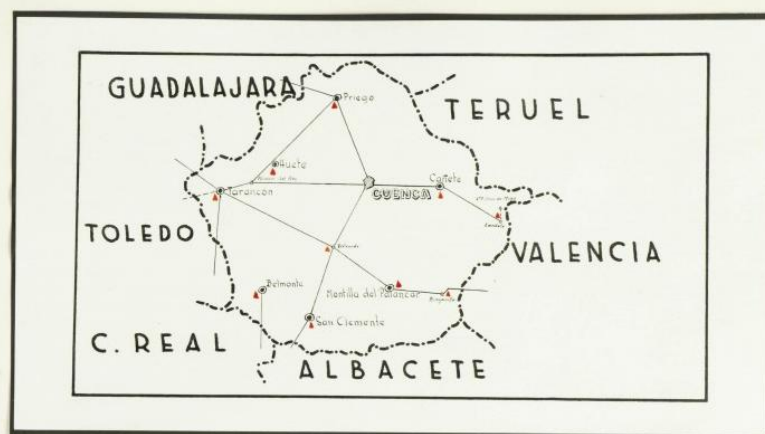 GUADALAJARA
Priego
TERUEL
Huete
Tarancón
CUENCA
Cañete
TOLEDO
VALENCIA
Belmonte
Motilla del Palancar
San Clemente
C. REAL
ALBACETE